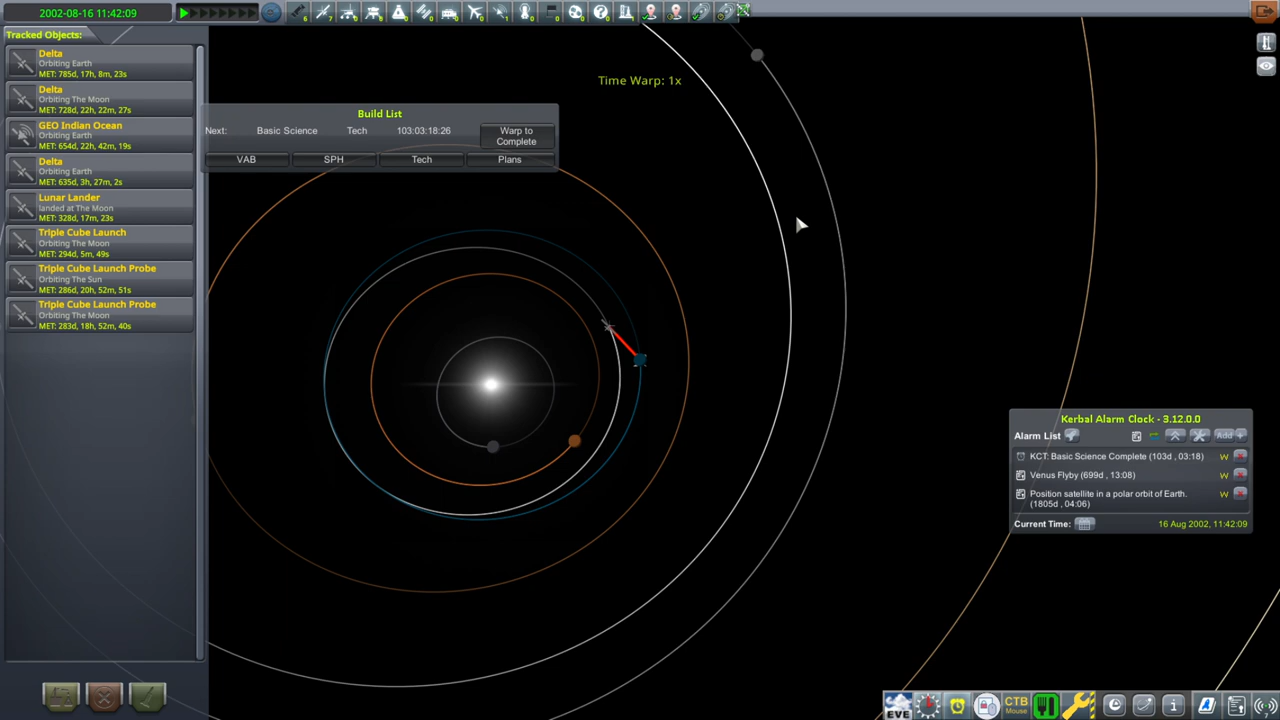 2002-08-16 11:42:09
Tracked Objects:
Delta
Orbiting Earth
MET: 785d, 17h, 8m, 23s
Delta
Orbiting The Moon
MET: 728d, 22h, 22m, 27s
GEO Indian Ocean
Orbiting Earth
MET: 654d, 22h, 42m, 19s
Delta
Orbiting Earth
MET: 635d, 3h, 27m, 2s
Lunar Lander
landed at The Moon
MET: 328d, 17m, 23s
Triple Cube Launch
Orbiting The Moon
MET: 294d, 5m, 49s
Triple Cube Launch Probe
Orbiting The Sun
MET: 286d, 20h, 52m, 51s
Triple Cube Launch Probe
Orbiting The Moon
MET: 283d, 18h, 52m, 40s
Time Warp: 1x
Build List
Next: Basic Science Tech 103:03:18:26 Warp to
Complete
VAB SPH Tech Plans
Kerbal Alarm Clock - 3.12.0.0
Alarm List Add +
KCT: Basic Science Complete (103d , 03:18) W
Venus Flyby (699d , 13:08) W
Position satellite in a polar orbit of Earth. W
(1805d , 04:06)
Current Time: 16 Aug 2002, 11:42:09
EVE
CTB
Mouse